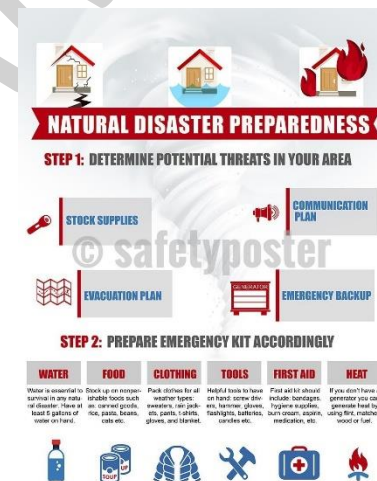 NATURAL DISASTER PREPAREDNESS
STEP 1: DETERMINE POTENTIAL THREATS IN YOUR AREA
STOCK SUPPLIES
COMMUNICATION
PLAN
© safetyposter
EVACUATION PLAN
GENERATOR
EMERGENCY BACKUP
STEP 2: PREPARE EMERGENCY KIT ACCORDINGLY
WATER
Water is essential to
survival in any natu-
ral disaster. Have at
least 5 gallons of
water on hand.
FOOD
Stock up on nonper-
ishable foods such
as: canned goods,
rice, pasta, beans,
oats etc.
CLOTHING
Pack clothes for all
weather types:
sweaters, rain jack-
ets, pants, t-shirts,
gloves, and blanket.
TOOLS
Helpful tools to have
on hand: screw driv-
ers, hammer, gloves,
flashlights, batteries,
candles etc.
FIRST AID
First aid kit should
include: bandages,
hygiene supplies,
burn cream, aspirin,
medication, etc.
HEAT
If you don't have a
generator you can
generate heat by
using flint, matches,
wood or fuel.
SOUP
SOUP